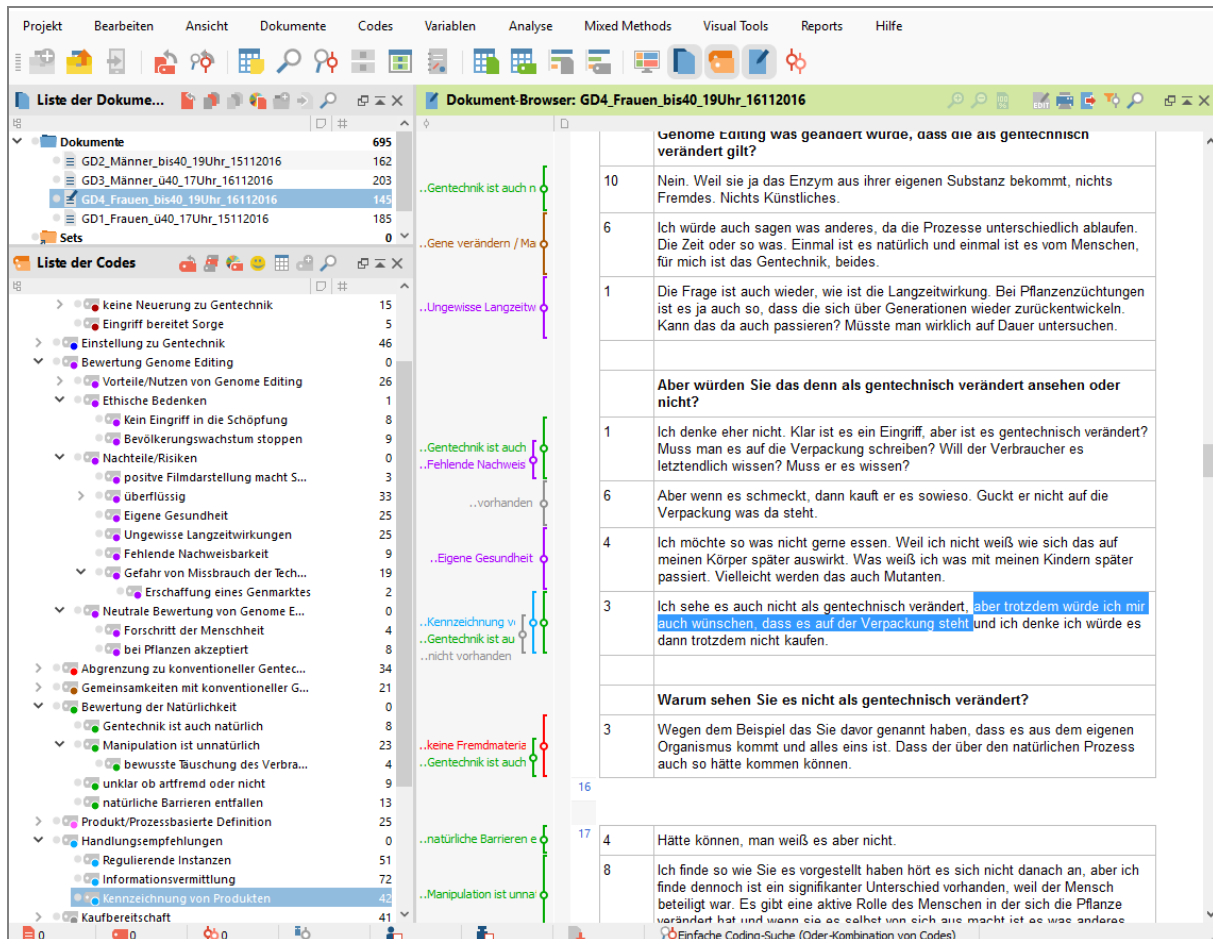 Projekt Bearbeiten Ansicht Dokumente Codes Variablen Analyse Mixed Methods Visual Tools Reports Hilfe
Liste der Dokume...
#
Dokumente 695
GD2_Männer_bis40_19Uhr_15112016 162
GD3_Männer_ü40_17Uhr_16112016 203
GD4_Frauen_bis40_19Uhr_16112016 145
GD1_Frauen_ü40_17Uhr_15112016 185
Sets 0
Liste der Codes
#
keine Neuerung zu Gentechnik 15
Eingriff bereitet Sorge 5
Einstellung zu Gentechnik 46
Bewertung Genome Editing 0
Vorteile/Nutzen von Genome Editing 26
Ethische Bedenken 1
Kein Eingriff in die Schöpfung 8
Bevölkerungswachstum stoppen 9
Nachteile/Risiken 0
positve Filmdarstellung macht S... 3
überflüssig 33
Eigene Gesundheit 25
Ungewisse Langzeitwirkungen 25
Fehlende Nachweisbarkeit 9
Gefahr von Missbrauch der Tech... 19
Erschaffung eines Genmarktes 2
Neutrale Bewertung von Genome E... 0
Forschritt der Menschheit 4
bei Pflanzen akzeptiert 8
Abgrenzung zu konventioneller Gentec... 34
Gemeinsamkeiten mit konventioneller G... 21
Bewertung der Natürlichkeit 0
Gentechnik ist auch natürlich 8
Manipulation ist unnatürlich 23
bewusste Täuschung des Verbra... 4
unklar ob artfremd oder nicht 9
natürliche Barrieren entfallen 13
Produkt/Prozessbasierte Definition 25
Handlungsempfehlungen 0
Regulierende Instanzen 51
Informationsvermittlung 72
Kennzeichnung von Produkten 42
Kaufbereitschaft 41
Dokument-Browser: GD4_Frauen_bis40_19Uhr_16112016
EDIT
Genome Editing was geändert wurde, dass die als gentechnisch
verändert gilt?
..Gentechnik ist auch n
10 Nein. Weil sie ja das Enzym aus ihrer eigenen Substanz bekommt, nichts
Fremdes. Nichts Künstliches.
..Gene verändern / Ma
6 Ich würde auch sagen was anderes, da die Prozesse unterschiedlich ablaufen.
Die Zeit oder so was. Einmal ist es natürlich und einmal ist es vom Menschen,
für mich ist das Gentechnik, beides.
..Ungewisse Langzeitw
1 Die Frage ist auch wieder, wie ist die Langzeitwirkung. Bei Pflanzenzüchtungen
ist es ja auch so, dass die sich über Generationen wieder zurückentwickeln.
Kann das da auch passieren? Müsste man wirklich auf Dauer untersuchen.
Aber würden Sie das denn als gentechnisch verändert ansehen oder
nicht?
..Gentechnik ist auch
..Fehlende Nachweis
1 Ich denke eher nicht. Klar ist es ein Eingriff, aber ist es gentechnisch verändert?
Muss man es auf die Verpackung schreiben? Will der Verbraucher es
letztendlich wissen? Muss er es wissen?
..vorhanden
6 Aber wenn es schmeckt, dann kauft er es sowieso. Guckt er nicht auf die
Verpackung was da steht.
..Eigene Gesundheit
4 Ich möchte so was nicht gerne essen. Weil ich nicht weiß wie sich das auf
meinen Körper später auswirkt. Was weiß ich was mit meinen Kindern später
passiert. Vielleicht werden das auch Mutanten.
..Kennzeichnung v
..Gentechnik ist au
..nicht vorhanden
3 Ich sehe es auch nicht als gentechnisch verändert, aber trotzdem würde ich mir
auch wünschen, dass es auf der Verpackung steht und ich denke ich würde es
dann trotzdem nicht kaufen.
Warum sehen Sie es nicht als gentechnisch verändert?
..keine Fremdmateria
..Gentechnik ist auch
3 Wegen dem Beispiel das Sie davor genannt haben, dass es aus dem eigenen
Organismus kommt und alles eins ist. Dass der über den natürlichen Prozess
auch so hätte kommen können.
16
..natürliche Barrieren e
17 4 Hätte können, man weiß es aber nicht.
..Manipulation ist unnat
8 Ich finde so wie Sie es vorgestellt haben hört es sich nicht danach an, aber ich
finde dennoch ist ein signifikanter Unterschied vorhanden, weil der Mensch
beteiligt war. Es gibt eine aktive Rolle des Menschen in der sich die Pflanze
verändert hat und wenn sie es selbst von sich aus macht ist es was anderes
0 0 0 Einfache Coding-Suche (Oder-Kombination von Codes)